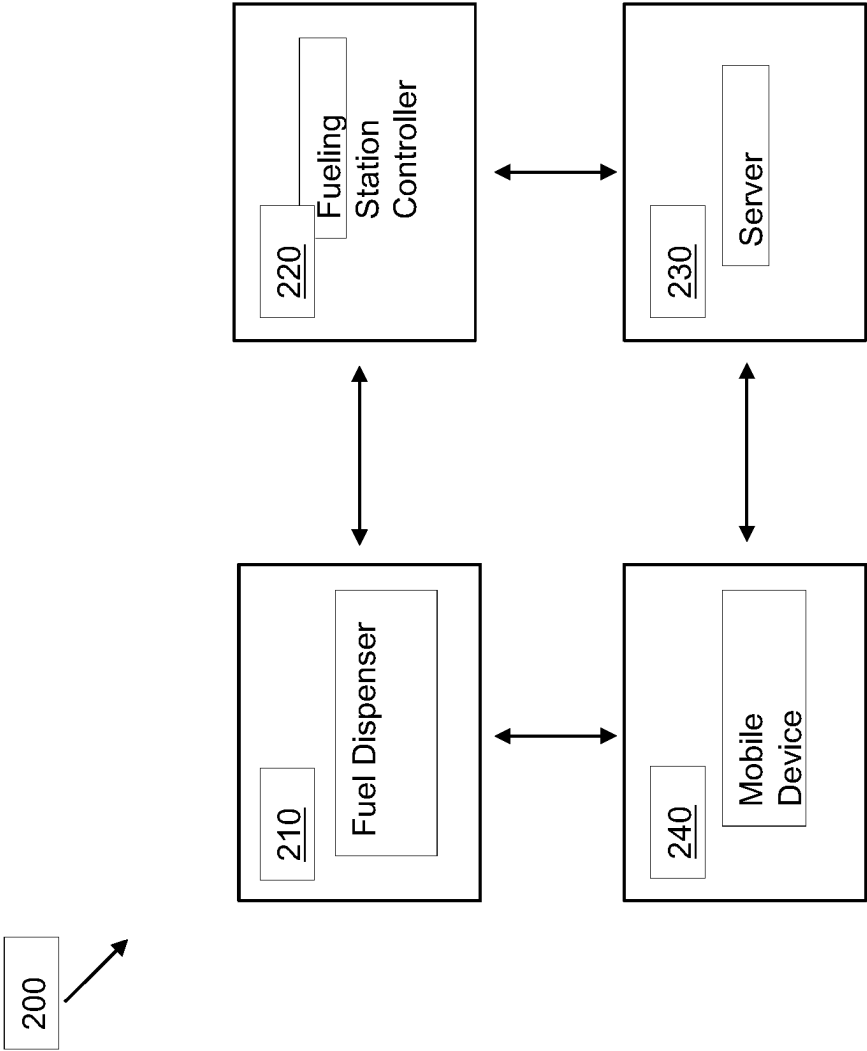 200
210
Fuel Dispenser
220
Fueling
Station
Controller
240
Mobile
Device
230
Server